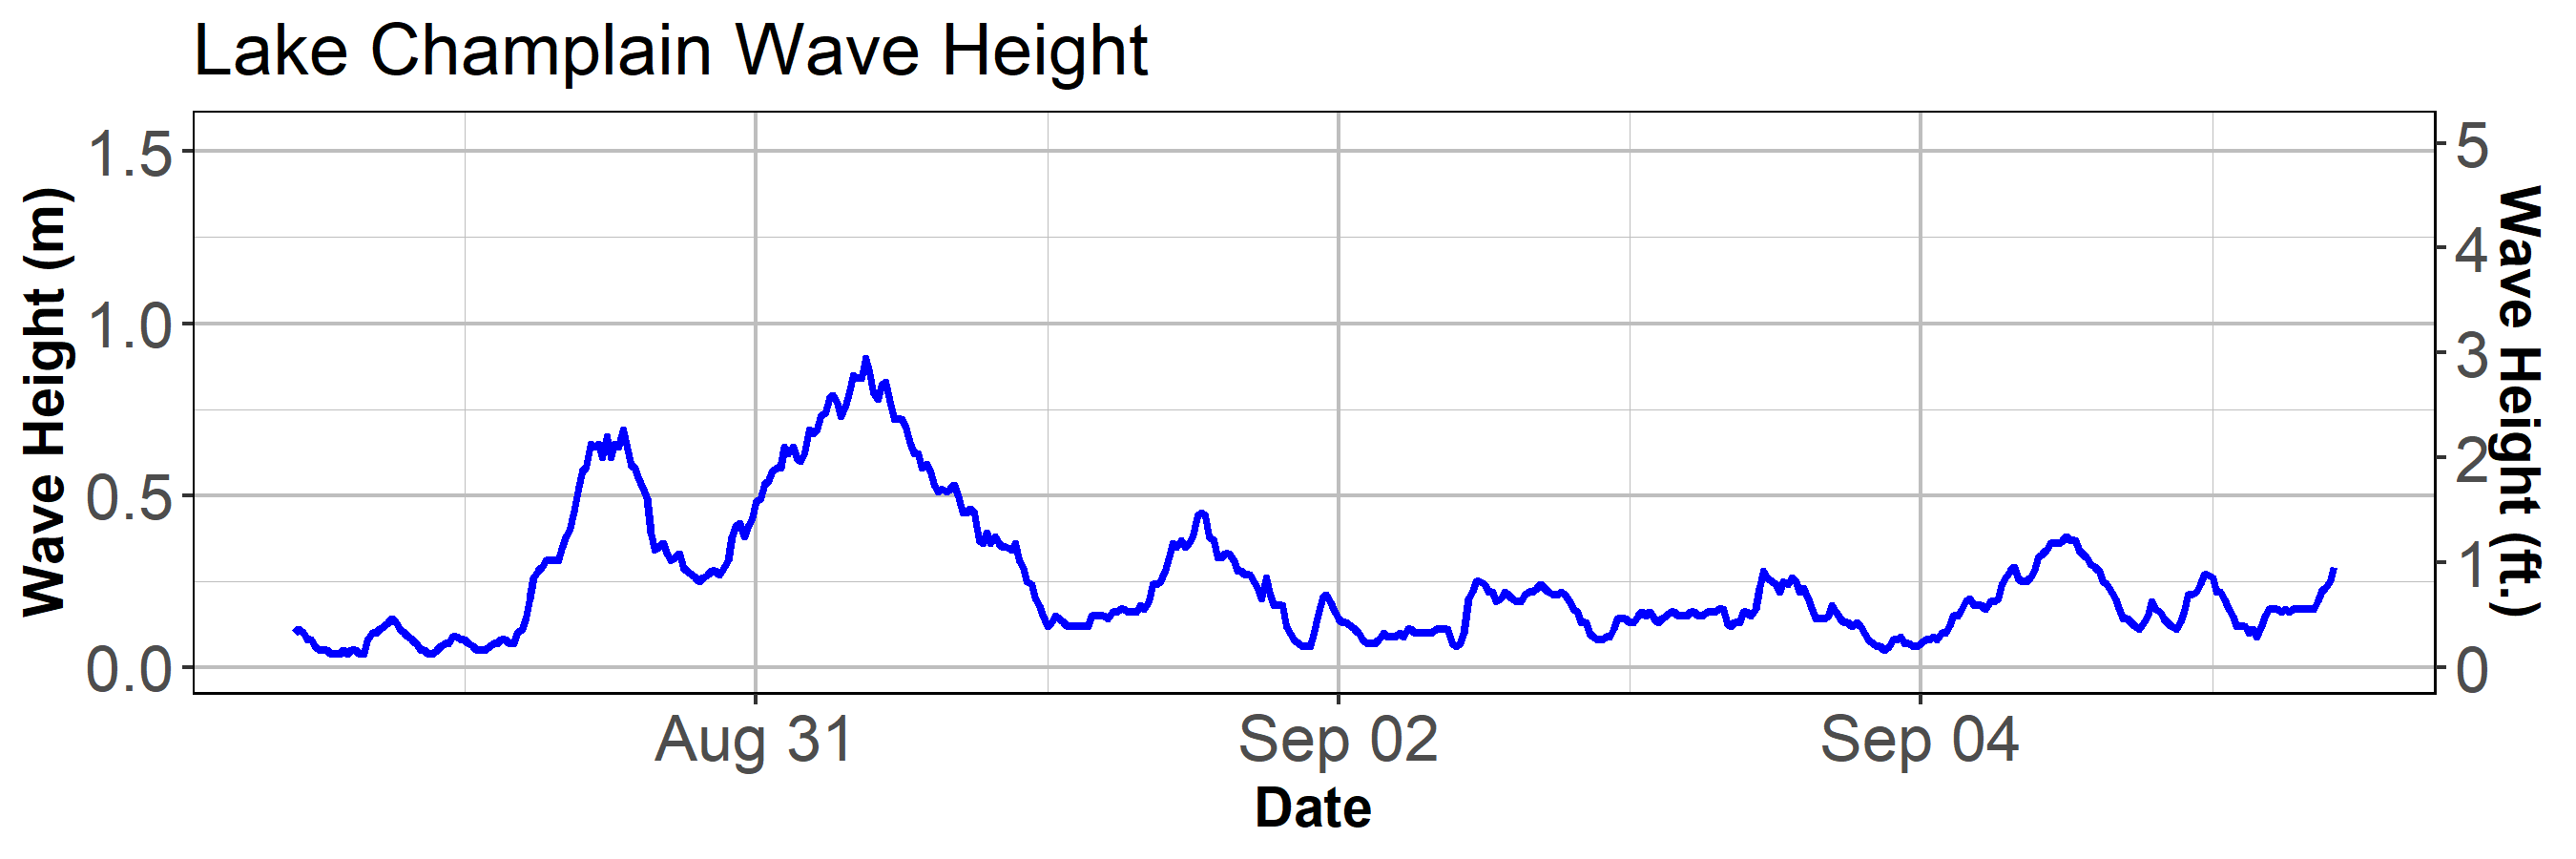 Lake Champlain Wave Height
Wave Height (m)
1.5
1.0
0.5
0.0
5
4
3
2
1
0
Wave Height (ft.)
Aug 31
Sep 02
Sep 04
Date